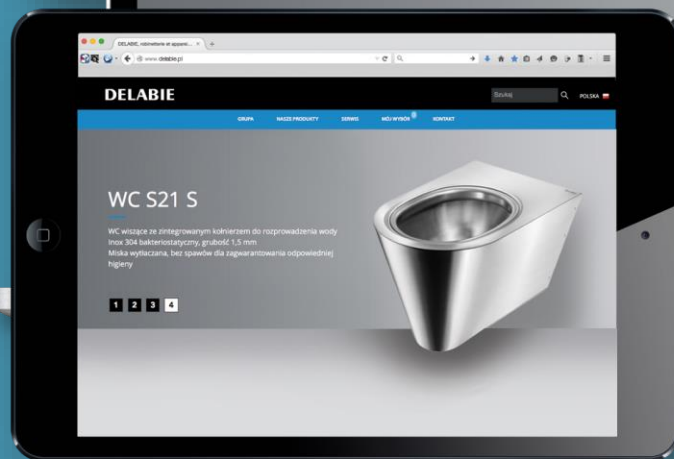 DELABIE, robinetterie et appareil...
www.delabie.pl
DELABIE
Szukaj
POLSKA
GRUPA NASZE PRODUKTY SERWIS MÓJ WYBÓR KONTAKT
WC S21 S
WC wiszące ze zintegrowanym kołnierzem do rozprowadzenia wody
Inox 304 bakteriostatyczny, grubość 1,5 mm
Miska wytłaczana, bez spawów dla zagwarantowania odpowiedniej
higieny
1 2 3 4